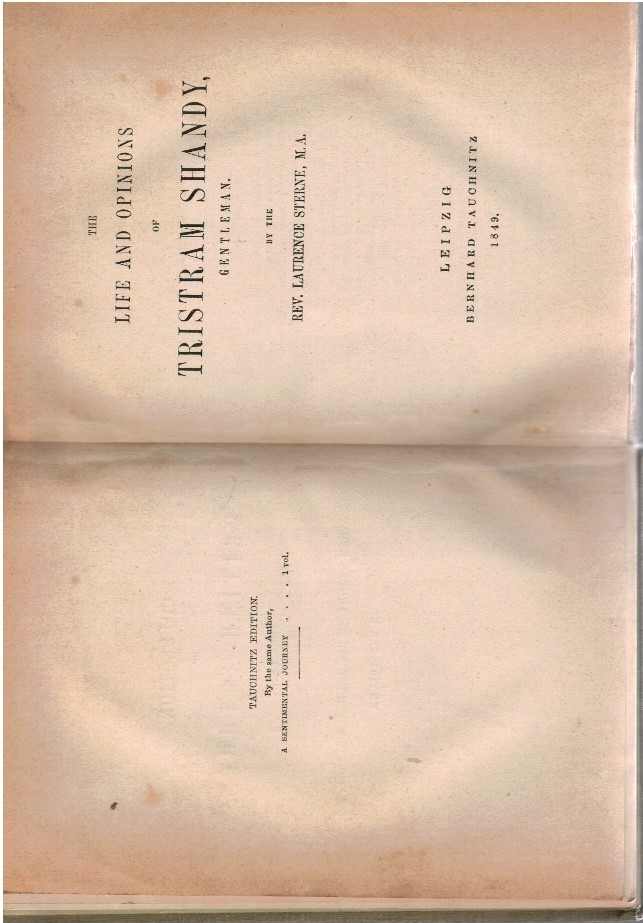 TAUCHNITZ EDITION.
By the same Author,
A SENTIMENTAL JOURNEY . . . . 1 vol.
THE
LIFE AND OPINIONS
OF
TRISTRAM SHANDY,
GENTLEMAN.
BY THE
REV. LAURENCE STERNE, M.A.
LEIPZIG
BERNHARD TAUCHNITZ
1849.